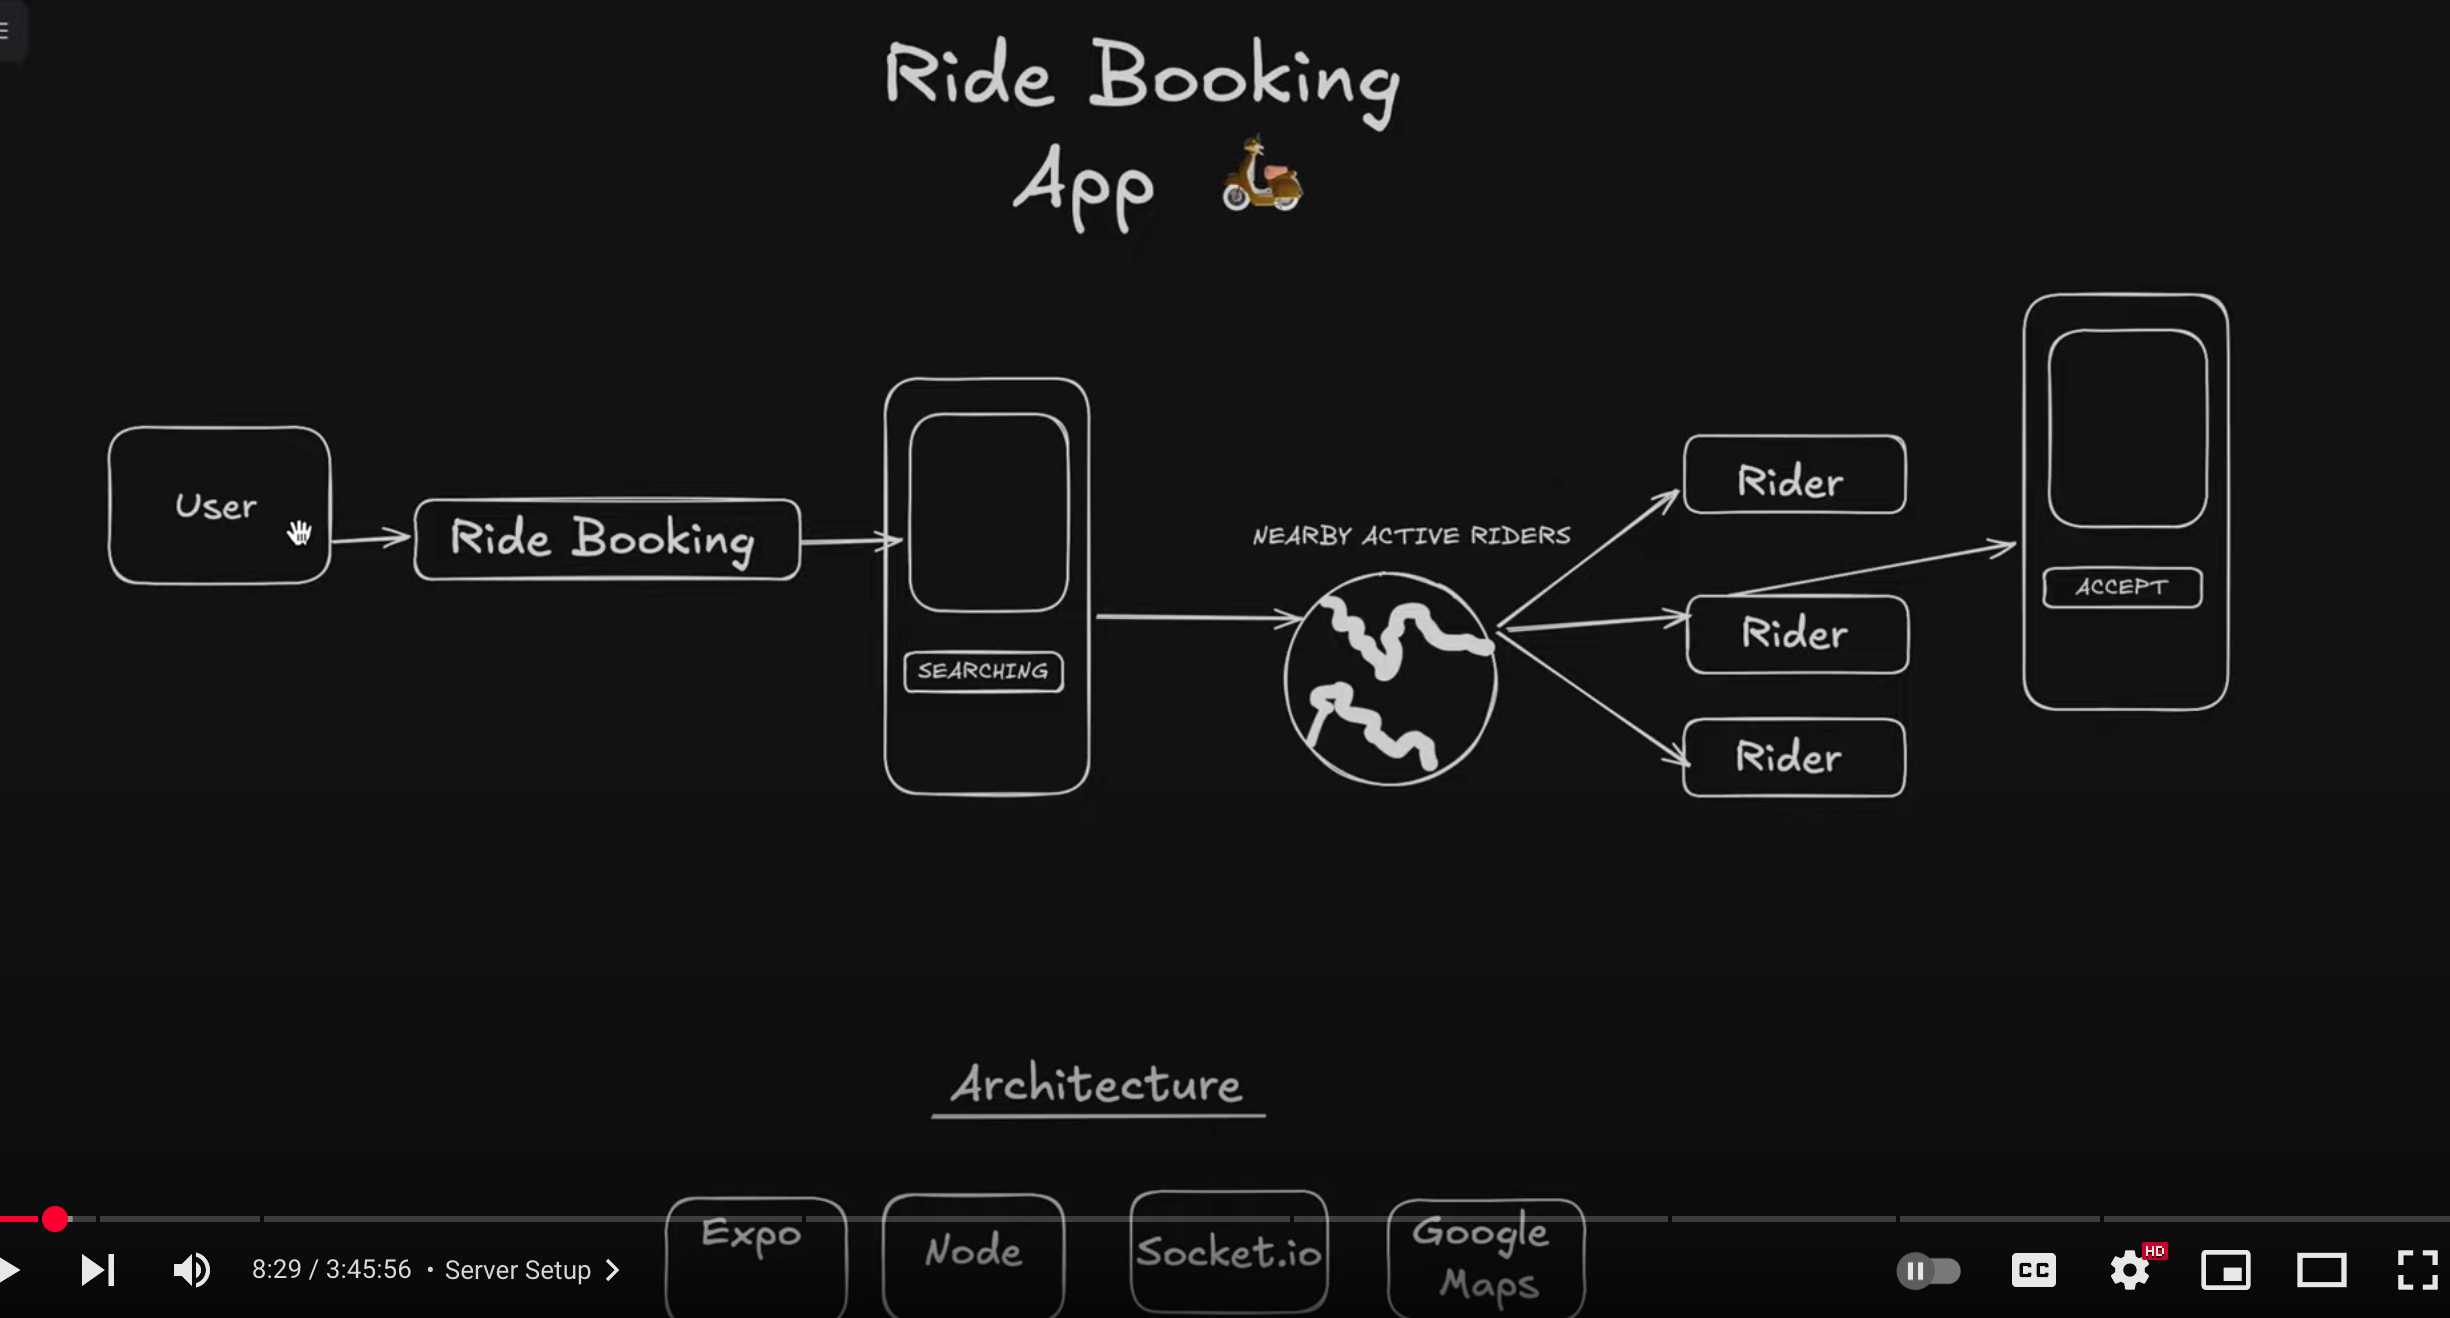 Ride Booking
App
User
Ride Booking
SEARCHING
NEARBY ACTIVE RIDERS
Rider
Rider
Rider
ACCEPT
Architecture
Expo
Node
Socket.io
Google
Maps
8:29 / 3:45:56 • Server Setup
CC
HD